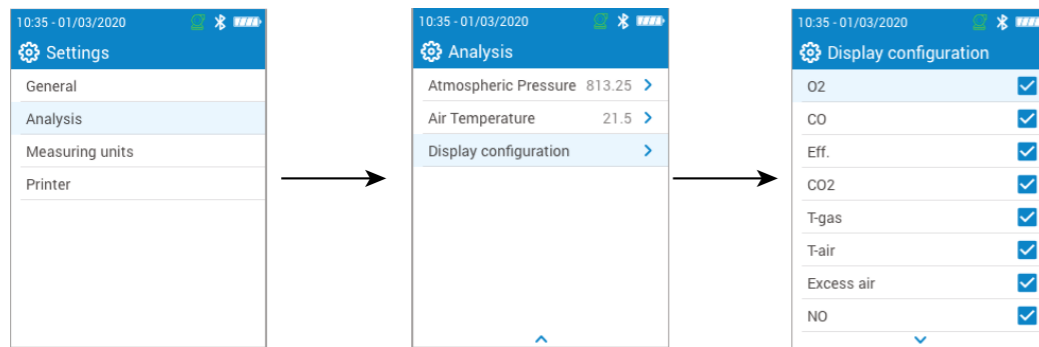 10:35 - 01/03/2020
Settings
General
Analysis
Measuring units
Printer
10:35 - 01/03/2020
Analysis
Atmospheric Pressure 813.25
Air Temperature 21.5
Display configuration
10:35 - 01/03/2020
Display configuration
O2
CO
Eff.
CO2
T-gas
T-air
Excess air
NO